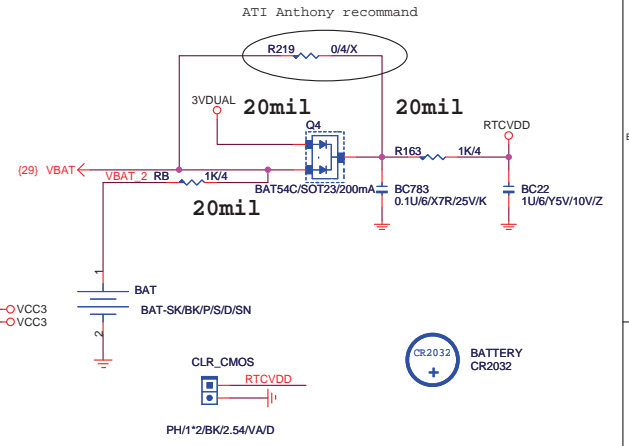 ATI Anthony recommand
R219 0/4/X
3VDUAL
20mil
20mil
Q4
RTCVDD
R163 1K/4
{29} VBAT
VBAT_2 RB 1K/4
BAT54C/SOT23/200mA
BC783
0.1U/6/X7R/25V/K
BC22
1U/6/Y5V/10V/Z
20mil
1
BAT
BAT-SK/BK/P/S/D/SN
2
VCC3
VCC3
CLR_CMOS
RTCVDD
PH/1*2/BK/2.54/VA/D
CR2032
+
BATTERY
CR2032